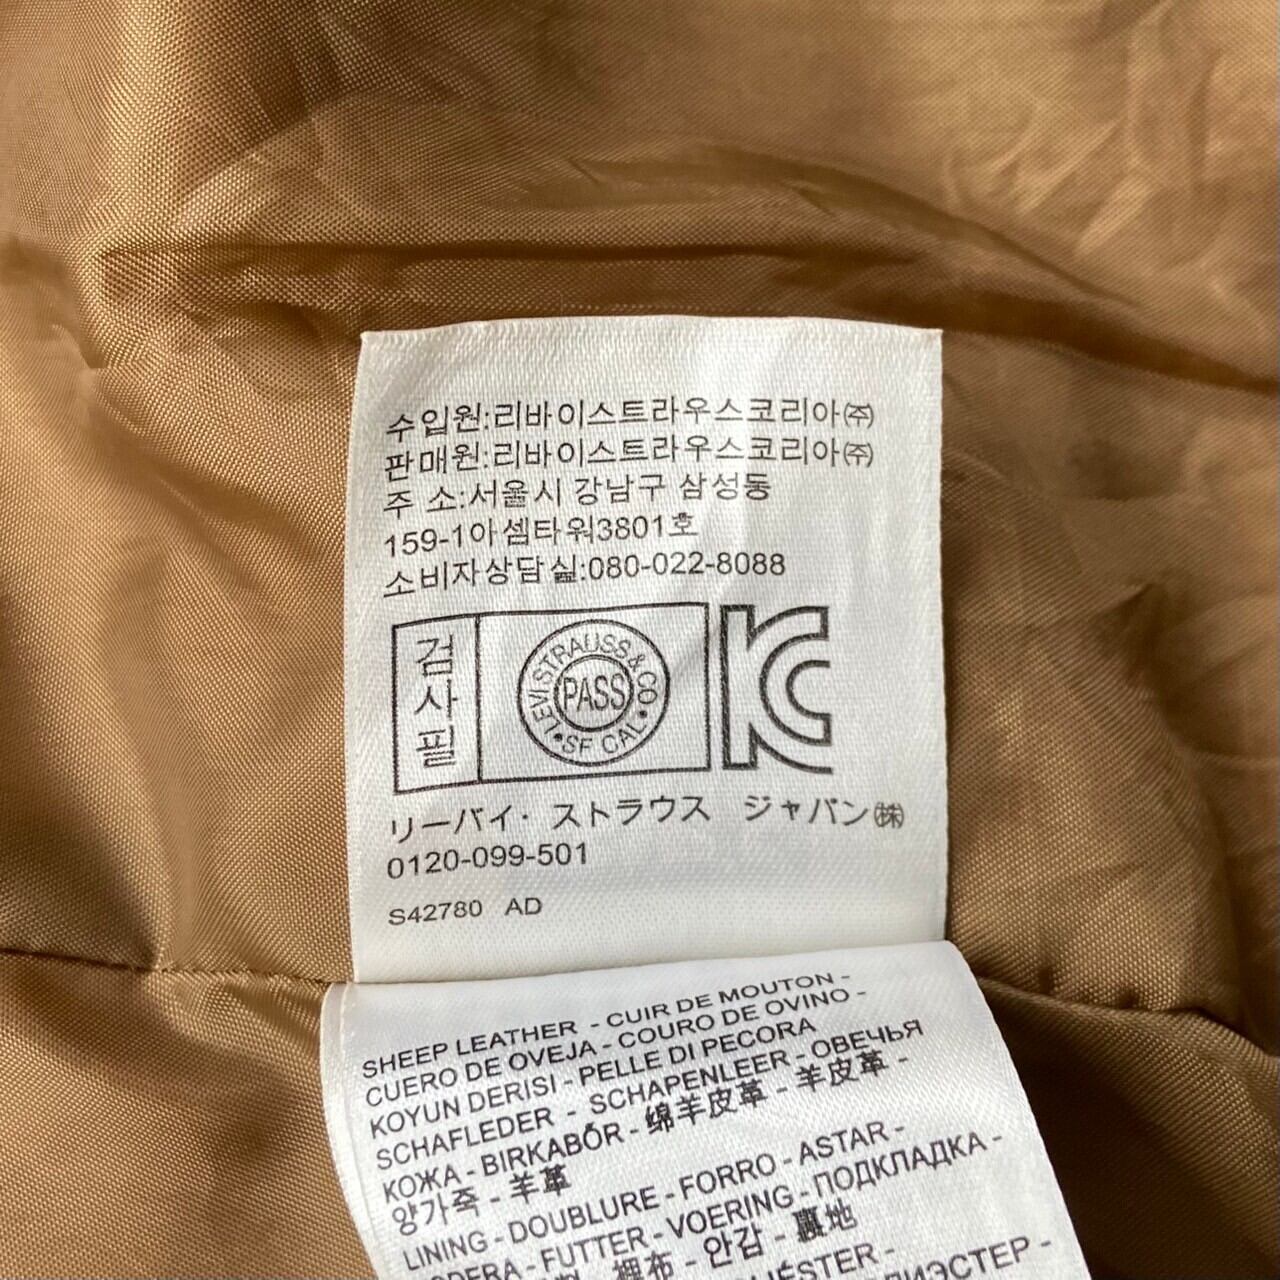 수입원:리바이스트라우스코리아㈜
판매원:리바이스트라우스코리아㈜
주 소:서울시 강남구 삼성동
159-1아셈타워3801호
소비자상담실:080-022-8088
검사필
LEVI STRAUSS & CO
PASS
• SF CAL •
KC
リーバイ・ストラウス ジャパン㈱
0120-099-501
S42780 AD
SHEEP LEATHER - CUIR DE MOUTON -
CUERO DE OVEJA - COURO DE OVINO -
KOYUN DERISI - PELLE DI PECORA
SCHAFLEDER - SCHAPENLEER - ОВЕЧЬЯ
КОЖА - BIRKABŐR - 绵羊皮革 - 羊皮革 -
양가죽 - 羊革
LINING - DOUBLURE - FORRO - ASTAR -
FODERA - FUTTER - VOERING - ПОДКЛАДКА -
裡布 - 안감 - 裏地